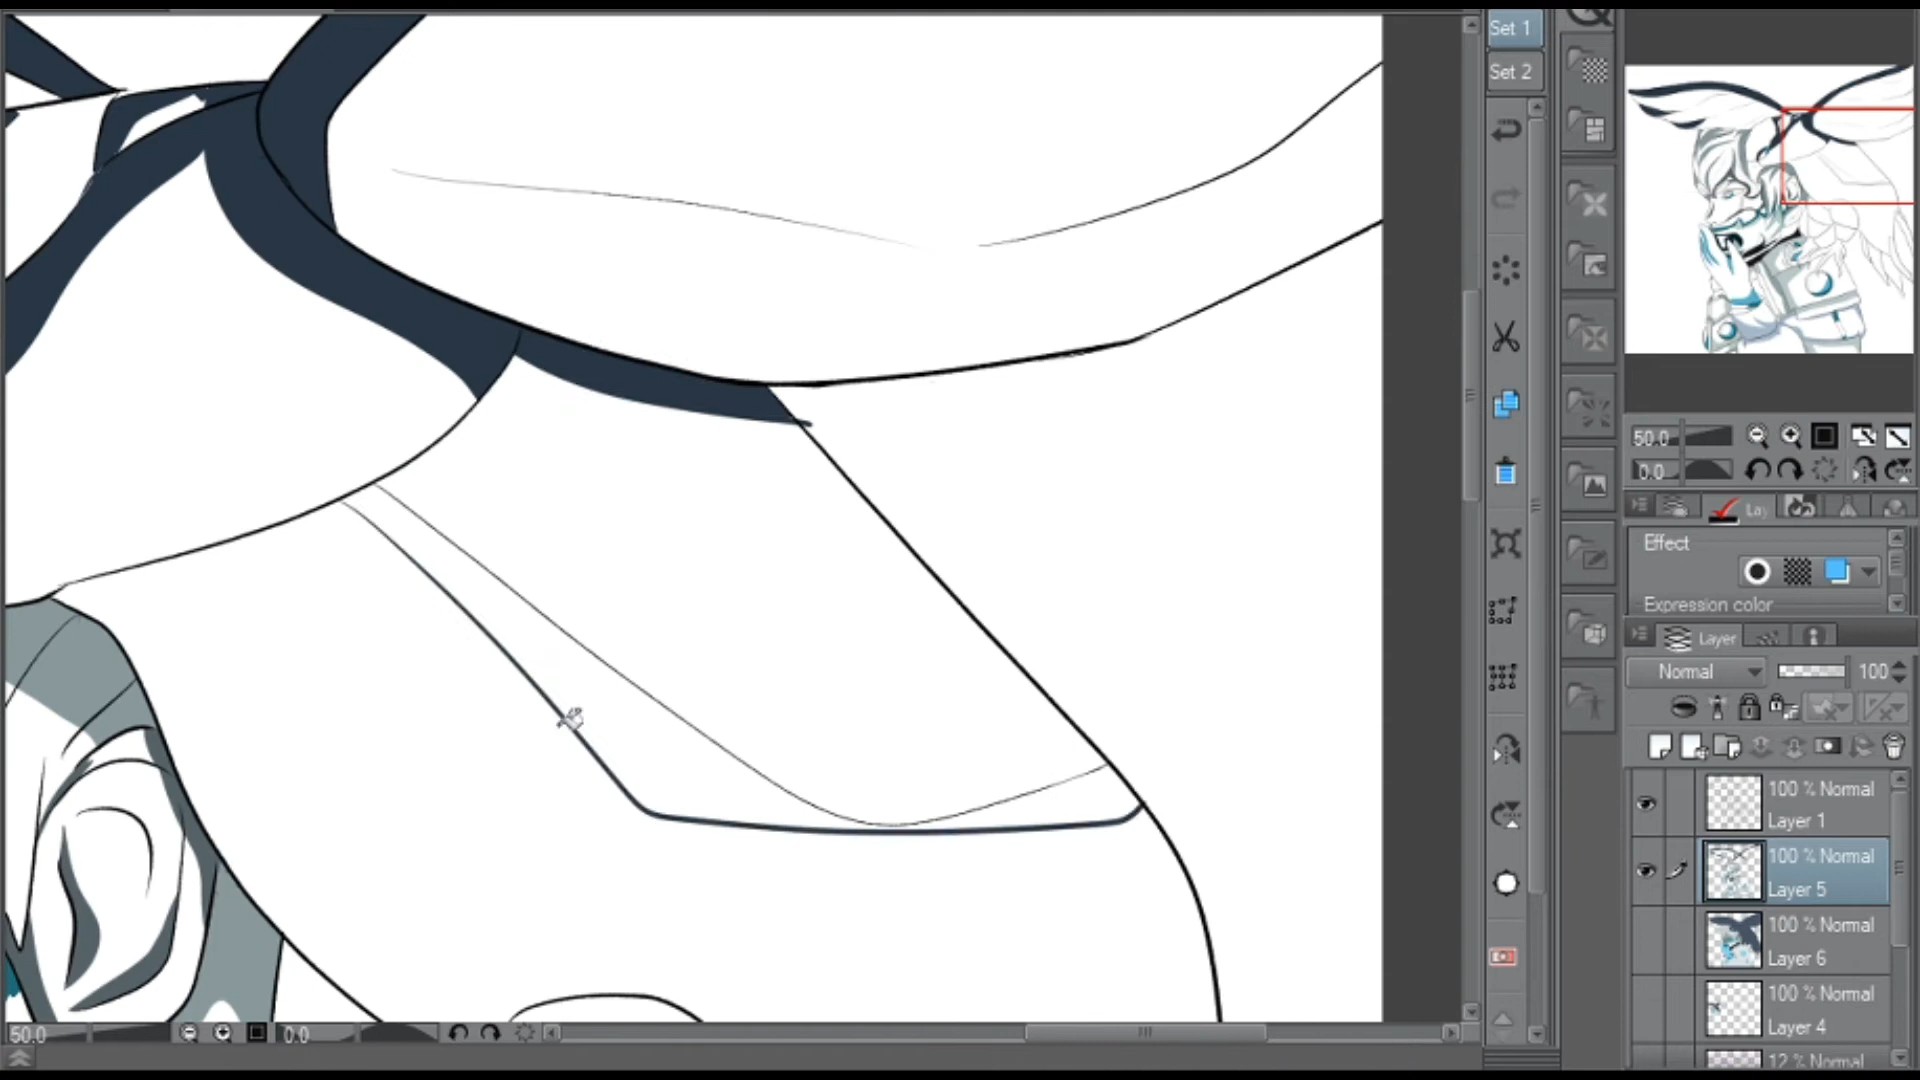 Set 1
Set 2
50.0
0.0
Lay
Effect
Expression color
Layer
Normal
100
100 % Normal
Layer 1
100 % Normal
Layer 5
100 % Normal
Layer 6
100 % Normal
Layer 4
12 % Normal
50.0
0.0